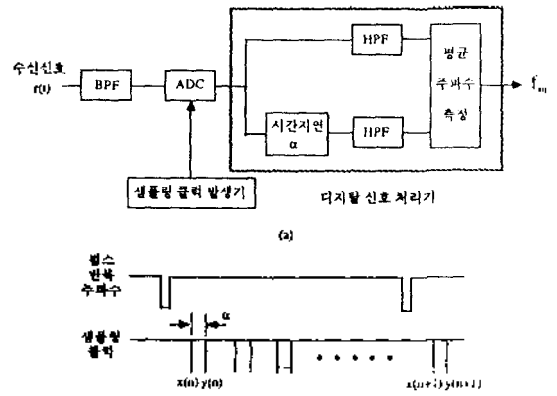 수신신호
r(t)
BPF
ADC
HPF
시간지연
α
HPF
평균
주파수
측정
샘플링 클럭 발생기
디지탈 신호 처리기
(a)
펄스
반복
주파수
α
샘플링
클럭
x(n) y(n)
x(n+1) y(n+1)